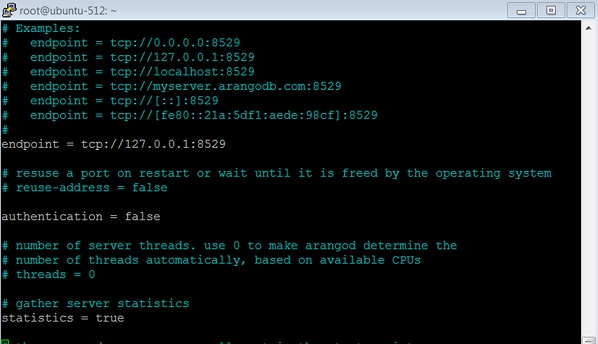 root@ubuntu-512: ~
# Examples:
#   endpoint = tcp://0.0.0.0:8529
#   endpoint = tcp://127.0.0.1:8529
#   endpoint = tcp://localhost:8529
#   endpoint = tcp://myserver.arangodb.com:8529
#   endpoint = tcp://[::]:8529
#   endpoint = tcp://[fe80::21a:5df1:aede:98cf]:8529
#
endpoint = tcp://127.0.0.1:8529
# resuse a port on restart or wait until it is freed by the operating system
# reuse-address = false
authentication = false
# number of server threads. use 0 to make arangod determine the
# number of threads automatically, based on available CPUs
# threads = 0
# gather server statistics
statistics = true